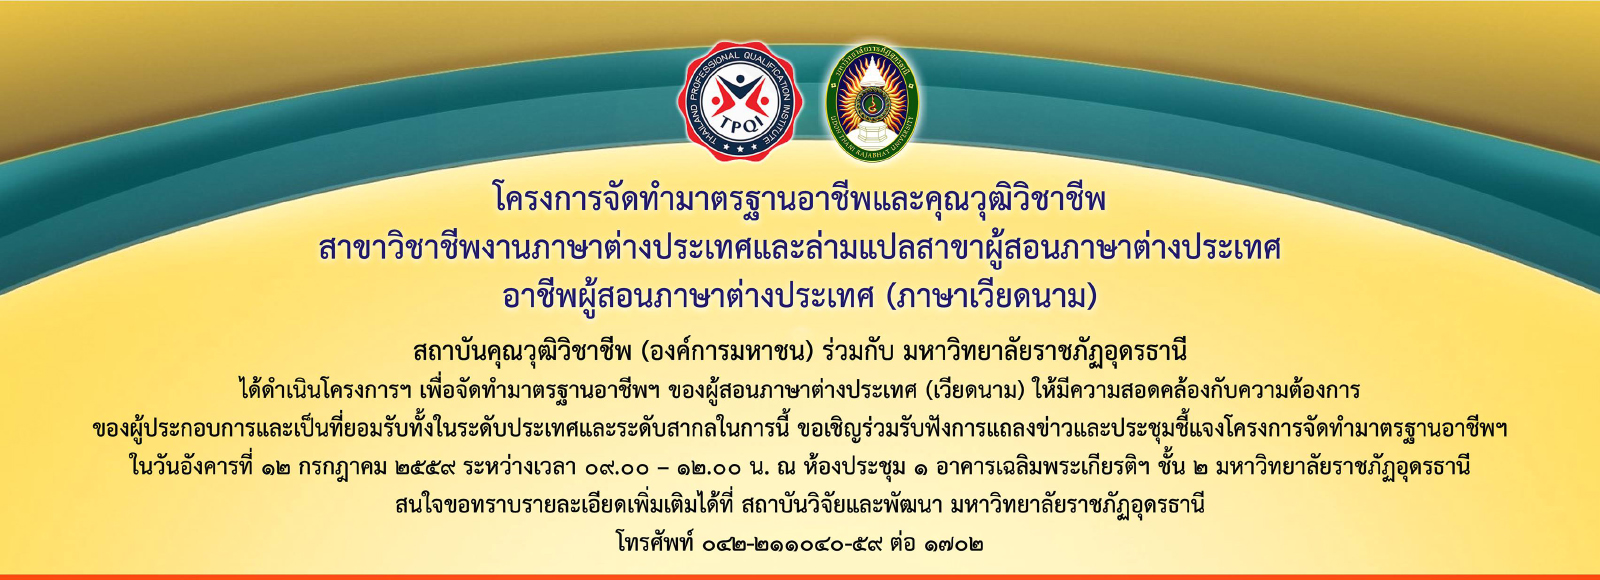 THAILAND PROFESSIONAL QUALIFICATION INSTITUTE
TPQI
มหาวิทยาลัยราชภัฏอุดรธานี
UDON THANI RAJABHAT UNIVERSITY
โครงการจัดทำมาตรฐานอาชีพและคุณวุฒิวิชาชีพ
สาขาวิชาชีพงานภาษาต่างประเทศและล่ามแปลสาขาผู้สอนภาษาต่างประเทศ
อาชีพผู้สอนภาษาต่างประเทศ (ภาษาเวียดนาม)
สถาบันคุณวุฒิวิชาชีพ (องค์การมหาชน) ร่วมกับ มหาวิทยาลัยราชภัฏอุดรธานี
ได้ดำเนินโครงการฯ เพื่อจัดทำมาตรฐานอาชีพฯ ของผู้สอนภาษาต่างประเทศ (เวียดนาม) ให้มีความสอดคล้องกับความต้องการ
ของผู้ประกอบการและเป็นที่ยอมรับทั้งในระดับประเทศและระดับสากลในการนี้ ขอเชิญร่วมรับฟังการแถลงข่าวและประชุมชี้แจงโครงการจัดทำมาตรฐานอาชีพฯ
ในวันอังคารที่ ๑๒ กรกฎาคม ๒๕๕๙ ระหว่างเวลา ๐๙.๐๐ – ๑๒.๐๐ น. ณ ห้องประชุม ๑ อาคารเฉลิมพระเกียรติฯ ชั้น ๒ มหาวิทยาลัยราชภัฏอุดรธานี
สนใจขอทราบรายละเอียดเพิ่มเติมได้ที่ สถาบันวิจัยและพัฒนา มหาวิทยาลัยราชภัฏอุดรธานี
โทรศัพท์ ๐๔๒-๒๑๑๐๔๐-๕๙ ต่อ ๑๗๐๒